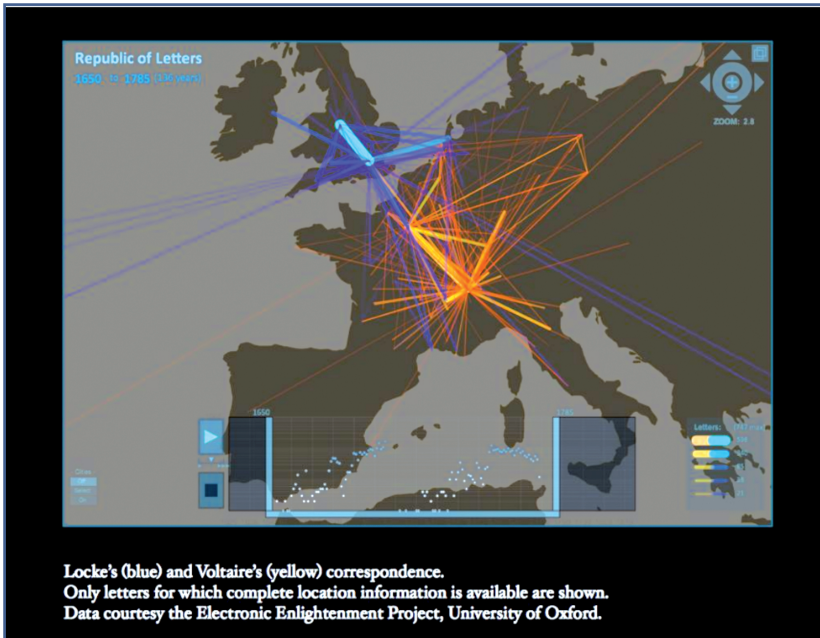 Republic of Letters
1650 to 1785
ZOOM: 2.8
1650
1785
Letters:
Locke's (blue) and Voltaire's (yellow) correspondence.
Only letters for which complete location information is available are shown.
Data courtesy the Electronic Enlightenment Project, University of Oxford.